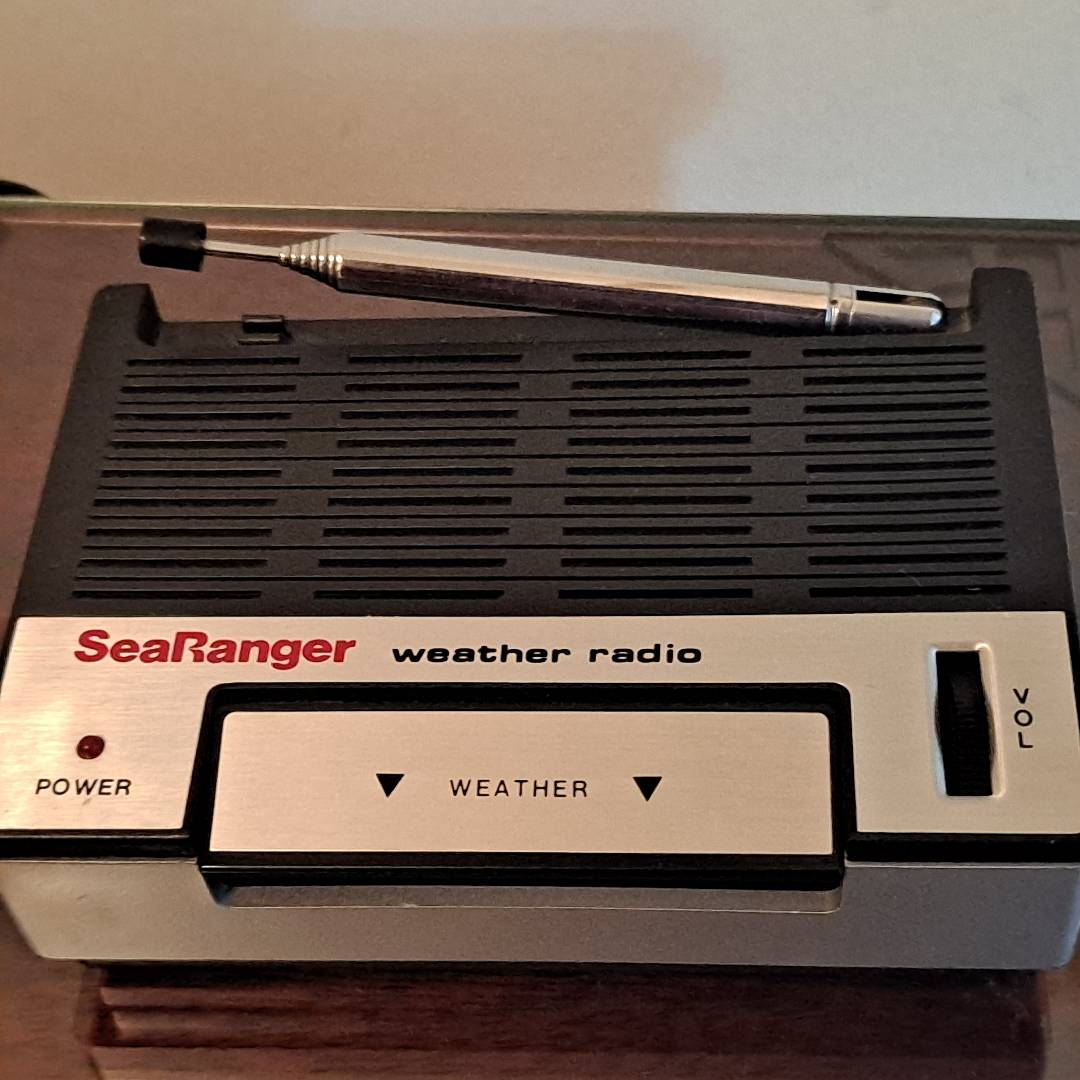 SeaRanger weather radio
VOL
POWER
▼ WEATHER ▼